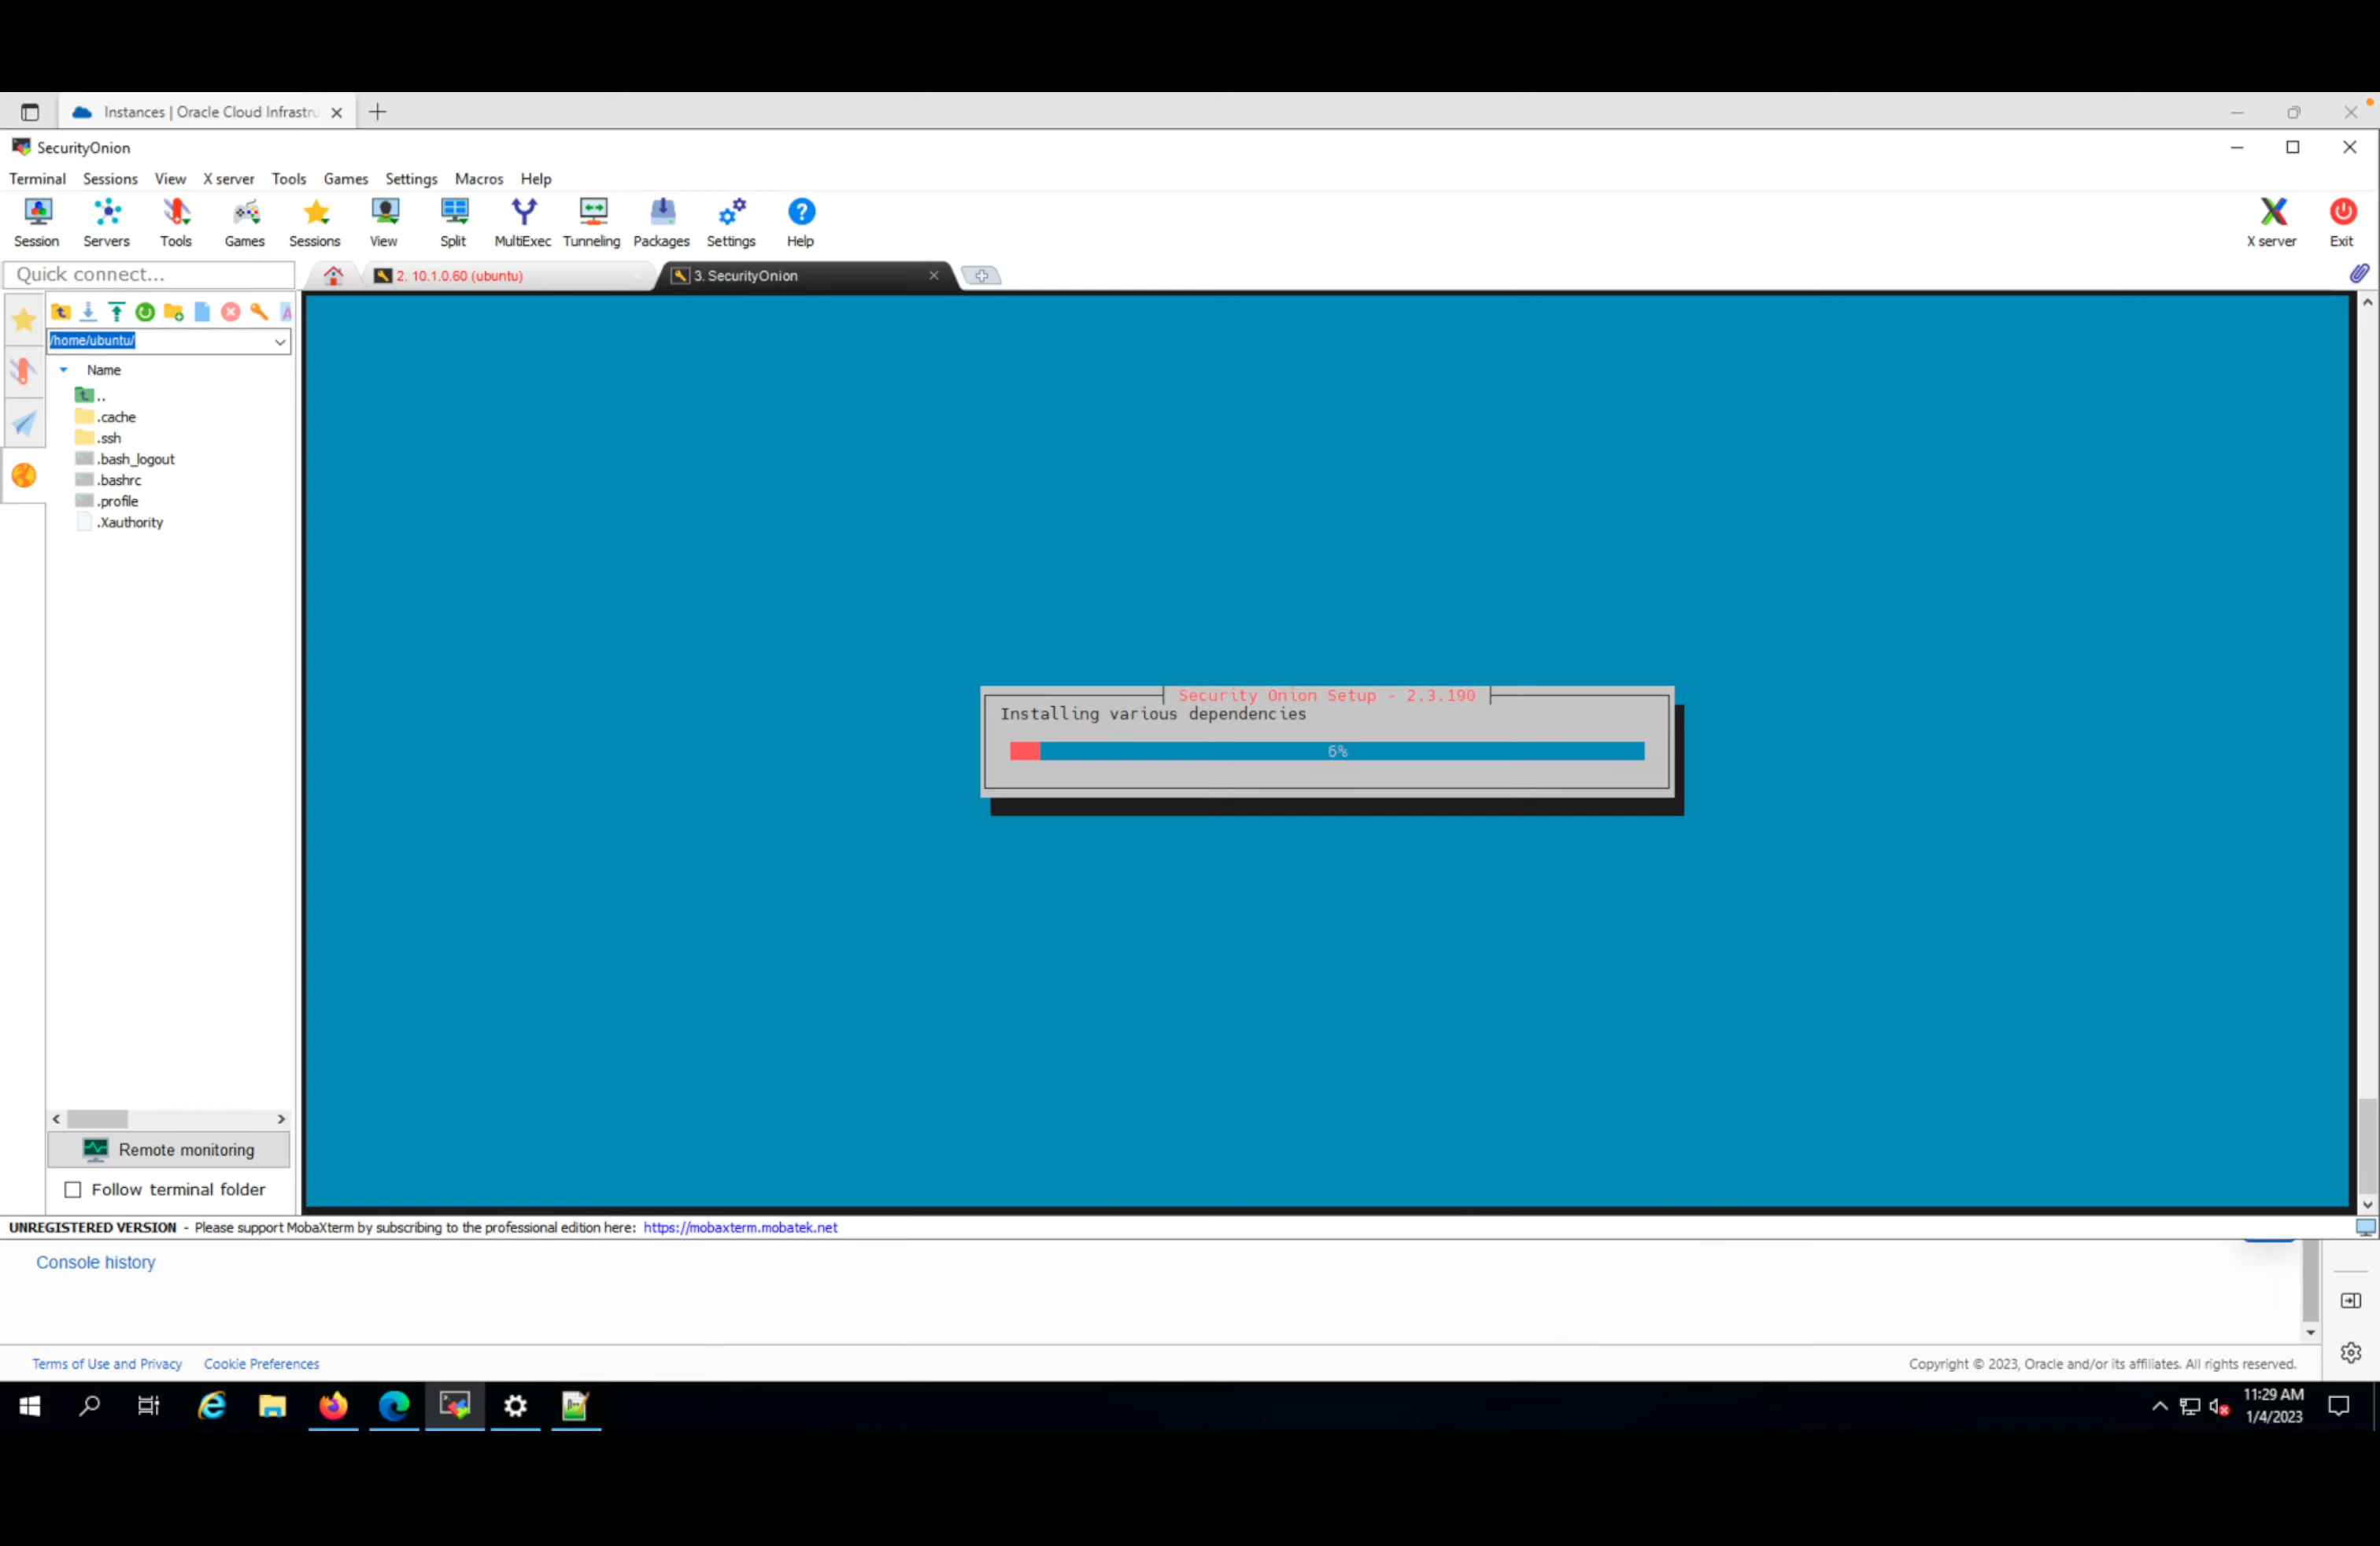 Instances | Oracle Cloud Infrastru
SecurityOnion
Terminal Sessions View X server Tools Games Settings Macros Help
Session Servers Tools Games Sessions View Split MultiExec Tunneling Packages Settings Help X server Exit
Quick connect...
2. 10.1.0.60 (ubuntu)
3. SecurityOnion
/home/ubuntu/
Name
..
.cache
.ssh
.bash_logout
.bashrc
.profile
.Xauthority
Security Onion Setup - 2.3.190
Installing various dependencies
6%
Remote monitoring
Follow terminal folder
UNREGISTERED VERSION - Please support MobaXterm by subscribing to the professional edition here: https://mobaxterm.mobatek.net
Console history
Terms of Use and Privacy Cookie Preferences
Copyright © 2023, Oracle and/or its affiliates. All rights reserved.
11:29 AM
1/4/2023